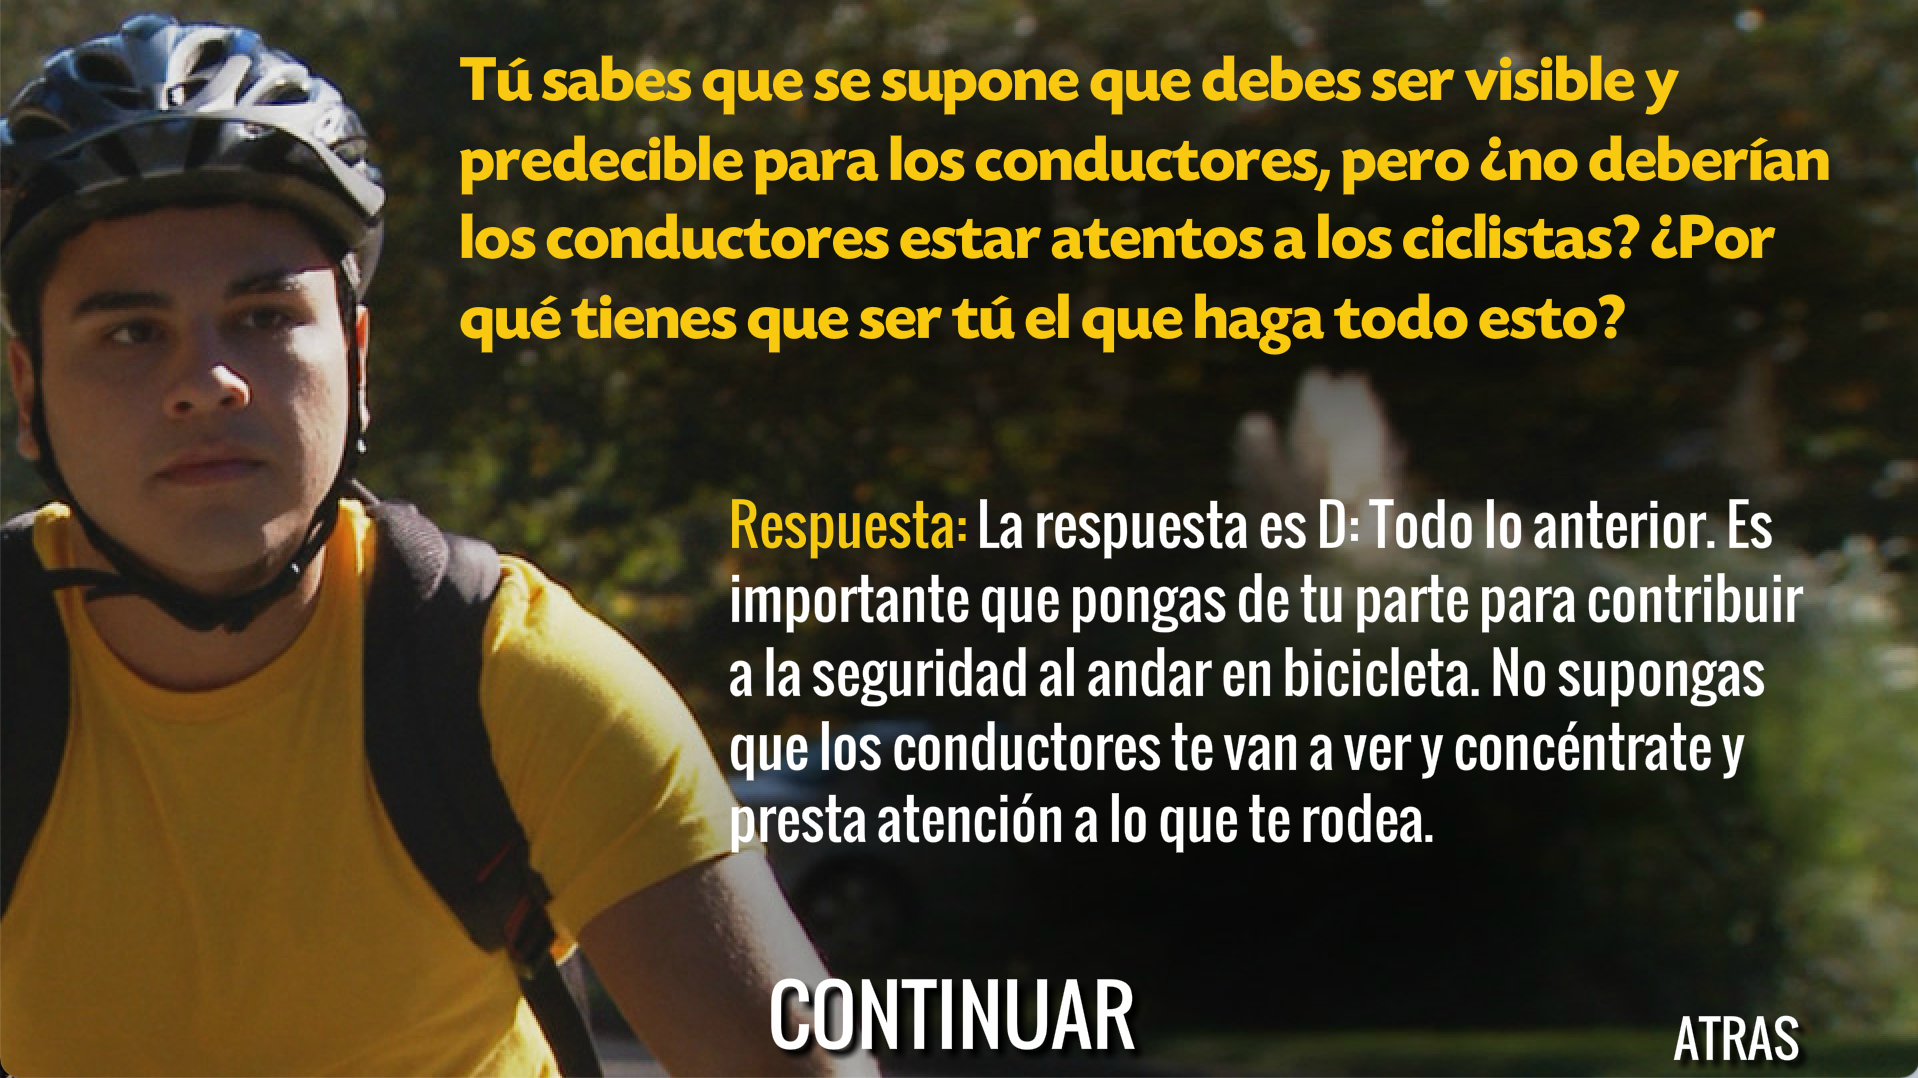 Tú sabes que se supone que debes ser visible y
predecible para los conductores, pero ¿no deberían
los conductores estar atentos a los ciclistas? ¿Por
qué tienes que ser tú el que haga todo esto?
Respuesta: La respuesta es D: Todo lo anterior. Es
importante que pongas de tu parte para contribuir
a la seguridad al andar en bicicleta. No supongas
que los conductores te van a ver y concéntrate y
presta atención a lo que te rodea.
CONTINUAR
ATRAS